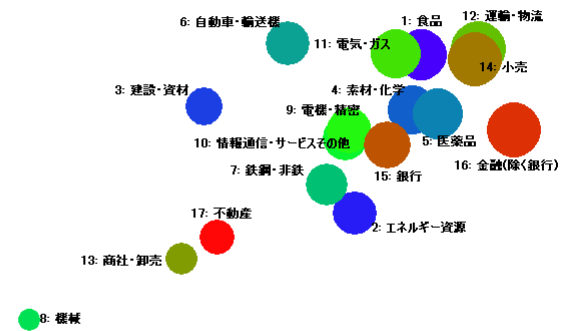 12: 運輸・物流
6: 自動車・輸送機
1: 食品
11: 電気・ガス
14: 小売
3: 建設・資材
4: 素材・化学
9: 電機・精密
5: 医薬品
10: 情報通信・サービスその他
16: 金融(除く銀行)
7: 鉄鋼・非鉄
15: 銀行
17: 不動産
2: エネルギー資源
13: 商社・卸売
8: 機械